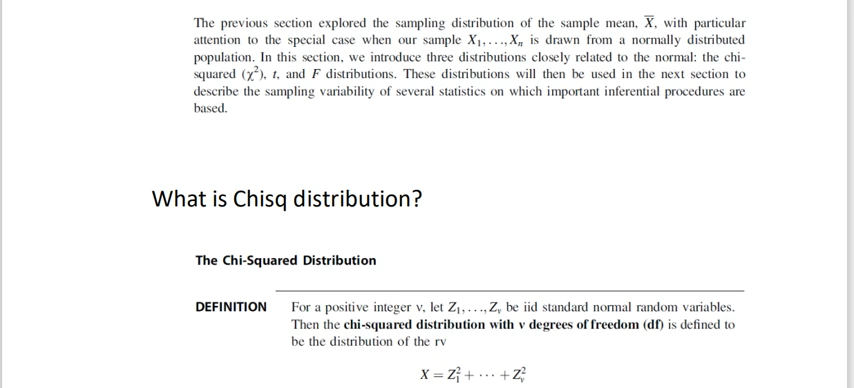 The previous section explored the sampling distribution of the sample mean, X̅, with particular
attention to the special case when our sample X₁,...,Xₙ is drawn from a normally distributed
population. In this section, we introduce three distributions closely related to the normal: the chi-
squared (χ²), t, and F distributions. These distributions will then be used in the next section to
describe the sampling variability of several statistics on which important inferential procedures are
based.
What is Chisq distribution?
The Chi-Squared Distribution
DEFINITION For a positive integer ν, let Z₁,...,Zᵥ be iid standard normal random variables.
Then the chi-squared distribution with ν degrees of freedom (df) is defined to
be the distribution of the rv
X = Z₁² + ··· + Zᵥ²